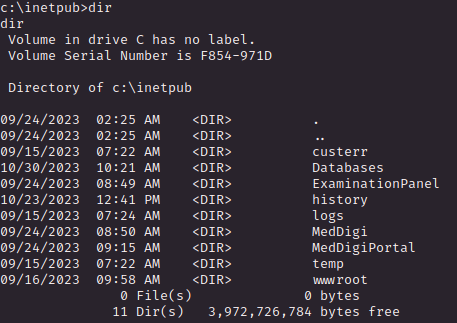 c:\inetpub>dir
dir
 Volume in drive C has no label.
 Volume Serial Number is F854-971D

 Directory of c:\inetpub

09/24/2023  02:25 AM    <DIR>          .
09/24/2023  02:25 AM    <DIR>          ..
09/15/2023  07:22 AM    <DIR>          custerr
10/30/2023  10:21 AM    <DIR>          Databases
09/24/2023  08:49 AM    <DIR>          ExaminationPanel
10/23/2023  12:41 PM    <DIR>          history
09/15/2023  07:24 AM    <DIR>          logs
09/24/2023  08:50 AM    <DIR>          MedDigi
09/24/2023  09:15 AM    <DIR>          MedDigiPortal
09/15/2023  07:22 AM    <DIR>          temp
09/16/2023  09:58 AM    <DIR>          wwwroot
               0 File(s)              0 bytes
              11 Dir(s)   3,972,726,784 bytes free